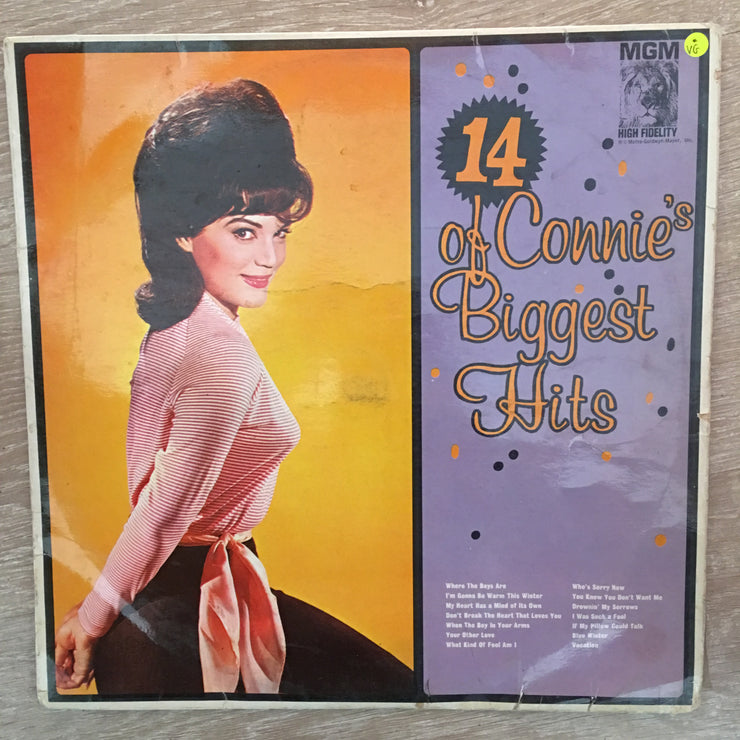 MGM
HIGH FIDELITY
VG
14
of Connie's
Biggest
Hits
Where The Boys Are
I'm Gonna Be Warm This Winter
My Heart Has a Mind of Its Own
Don't Break The Heart That Loves You
When The Boy In Your Arms
Your Other Love
What Kind Of Fool Am I
Who's Sorry Now
You Know You Don't Want Me
Drownin' My Sorrows
I Was Such a Fool
If My Pillow Could Talk
Blue Winter
Vacation